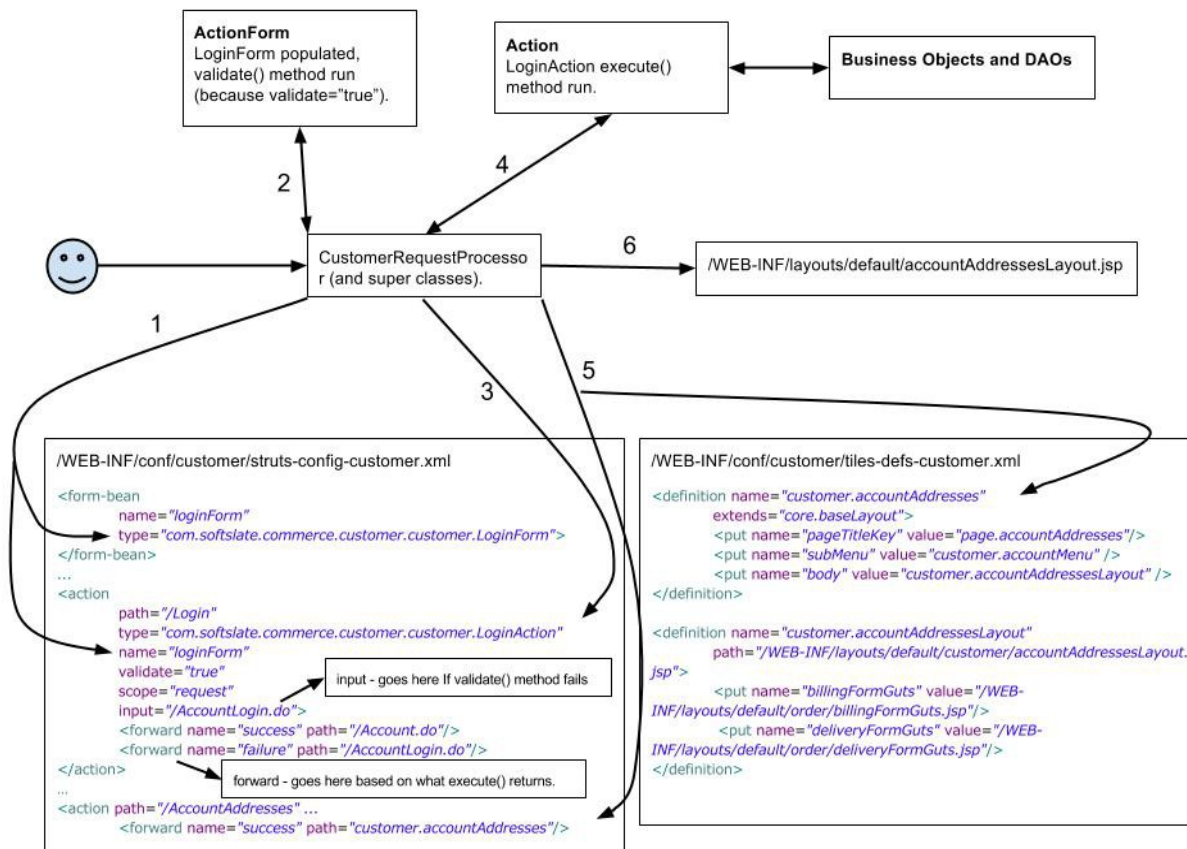 ActionForm
LoginForm populated,
validate() method run
(because validate="true").
Action
LoginAction execute()
method run.
Business Objects and DAOs
2
4
CustomerRequestProcesso
r (and super classes).
6
/WEB-INF/layouts/default/accountAddressesLayout.jsp
1
3
5
/WEB-INF/conf/customer/struts-config-customer.xml
<form-bean
name="loginForm"
type="com.softslate.commerce.customer.customer.LoginForm">
</form-bean>
...
<action
path="/Login"
type="com.softslate.commerce.customer.customer.LoginAction"
name="loginForm"
validate="true"
scope="request"
input="/AccountLogin.do">
<forward name="success" path="/Account.do"/>
<forward name="failure" path="/AccountLogin.do"/>
</action>
...
<action path="/AccountAddresses" ...
<forward name="success" path="customer.accountAddresses"/>
input - goes here If validate() method fails
forward - goes here based on what execute() returns.
/WEB-INF/conf/customer/tiles-defs-customer.xml
<definition name="customer.accountAddresses"
extends="core.baseLayout">
<put name="pageTitleKey" value="page.accountAddresses"/>
<put name="subMenu" value="customer.accountMenu" />
<put name="body" value="customer.accountAddressesLayout" />
</definition>
<definition name="customer.accountAddressesLayout"
path="/WEB-INF/layouts/default/customer/accountAddressesLayout.
jsp">
<put name="billingFormGuts" value="/WEB-
INF/layouts/default/order/billingFormGuts.jsp"/>
<put name="deliveryFormGuts" value="/WEB-
INF/layouts/default/order/deliveryFormGuts.jsp"/>
</definition>